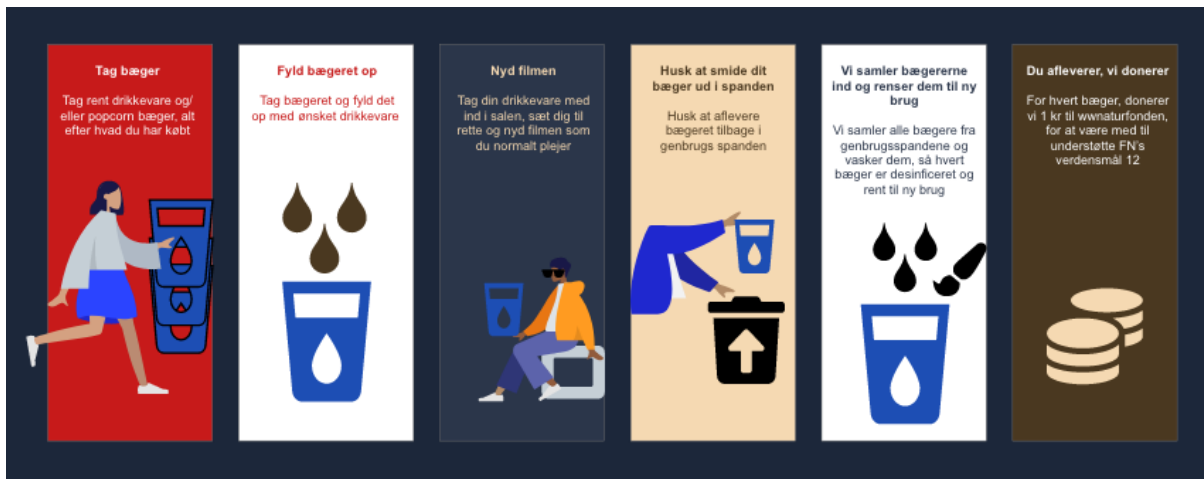 Tag bæger
Tag rent drikkevare og/
eller popcorn bæger, alt
efter hvad du har købt
Fyld bægeret op
Tag bægeret og fyld det
op med ønsket drikkevare
Nyd filmen
Tag din drikkevare med
ind i salen, sæt dig til
rette og nyd filmen som
du normalt plejer
Husk at smide dit
bæger ud i spanden
Husk at aflevere
bægeret tilbage i
genbrugs spanden
Vi samler bægererne
ind og renser dem til ny
brug
Vi samler alle bægere fra
genbrugsspandene og
vasker dem, så hvert
bæger er desinficeret og
rent til ny brug
Du afleverer, vi donerer
For hvert bæger, donerer
vi 1 kr til wwnaturfonden,
for at være med til
understøtte FN's
verdensmål 12